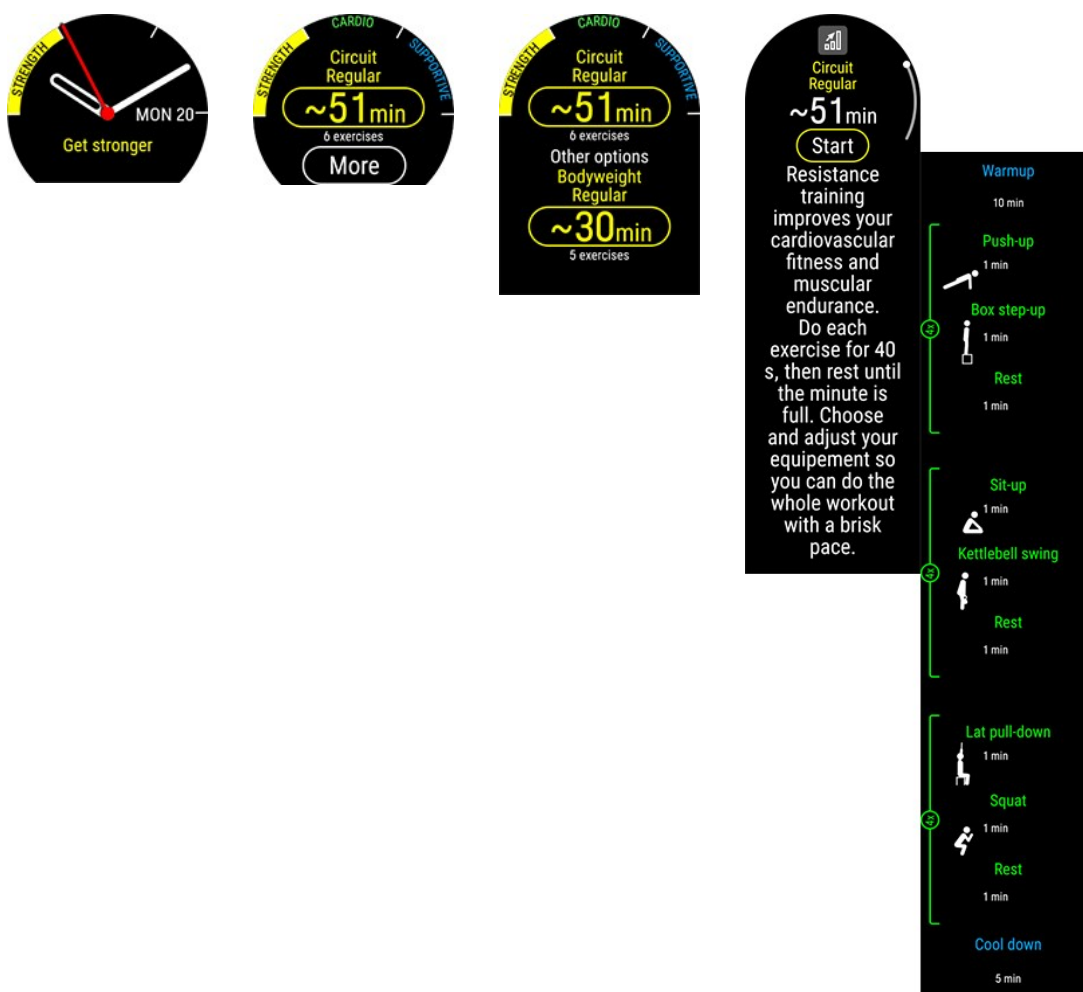 STRENGTH
MON 20
Get stronger
STRENGTH
CARDIO
SUPPORTIVE
Circuit
Regular
~51min
6 exercises
More
STRENGTH
CARDIO
SUPPORTIVE
Circuit
Regular
~51min
6 exercises
Other options
Bodyweight
Regular
~30min
5 exercises
Circuit
Regular
~51min
Start
Resistance
training
improves your
cardiovascular
fitness and
muscular
endurance.
Do each
exercise for 40
s, then rest until
the minute is
full. Choose
and adjust your
equipement so
you can do the
whole workout
with a brisk
pace.
Warmup
10 min
Push-up
1 min
Box step-up
4x
1 min
Rest
1 min
Sit-up
1 min
Kettlebell swing
4x
1 min
Rest
1 min
Lat pull-down
1 min
Squat
4x
1 min
Rest
1 min
Cool down
5 min